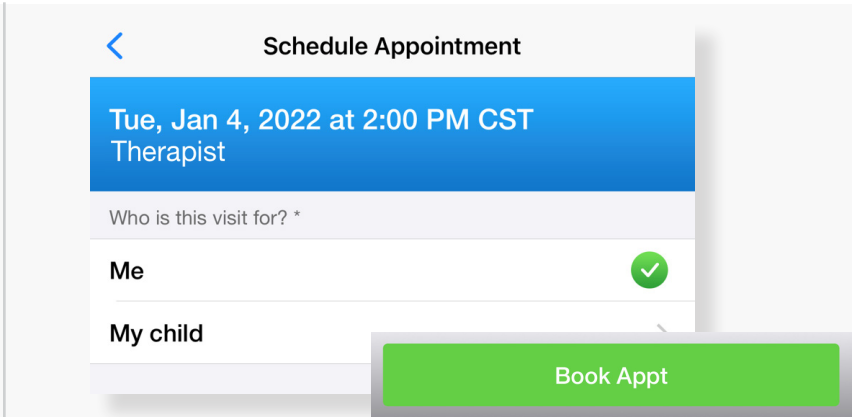 Schedule Appointment
Tue, Jan 4, 2022 at 2:00 PM CST
Therapist
Who is this visit for? *
Me
My child
Book Appt